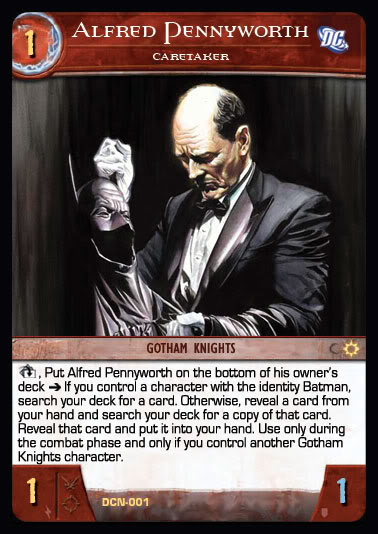 1
ALFRED PENNYWORTH
DC
CARETAKER
GOTHAM KNIGHTS
C
, Put Alfred Pennyworth on the bottom of his owner's
deck ➔ If you control a character with the identity Batman,
search your deck for a card. Otherwise, reveal a card from
your hand and search your deck for a copy of that card.
Reveal that card and put it into your hand. Use only during
the combat phase and only if you control another Gotham
Knights character.
1
DCN-001
1